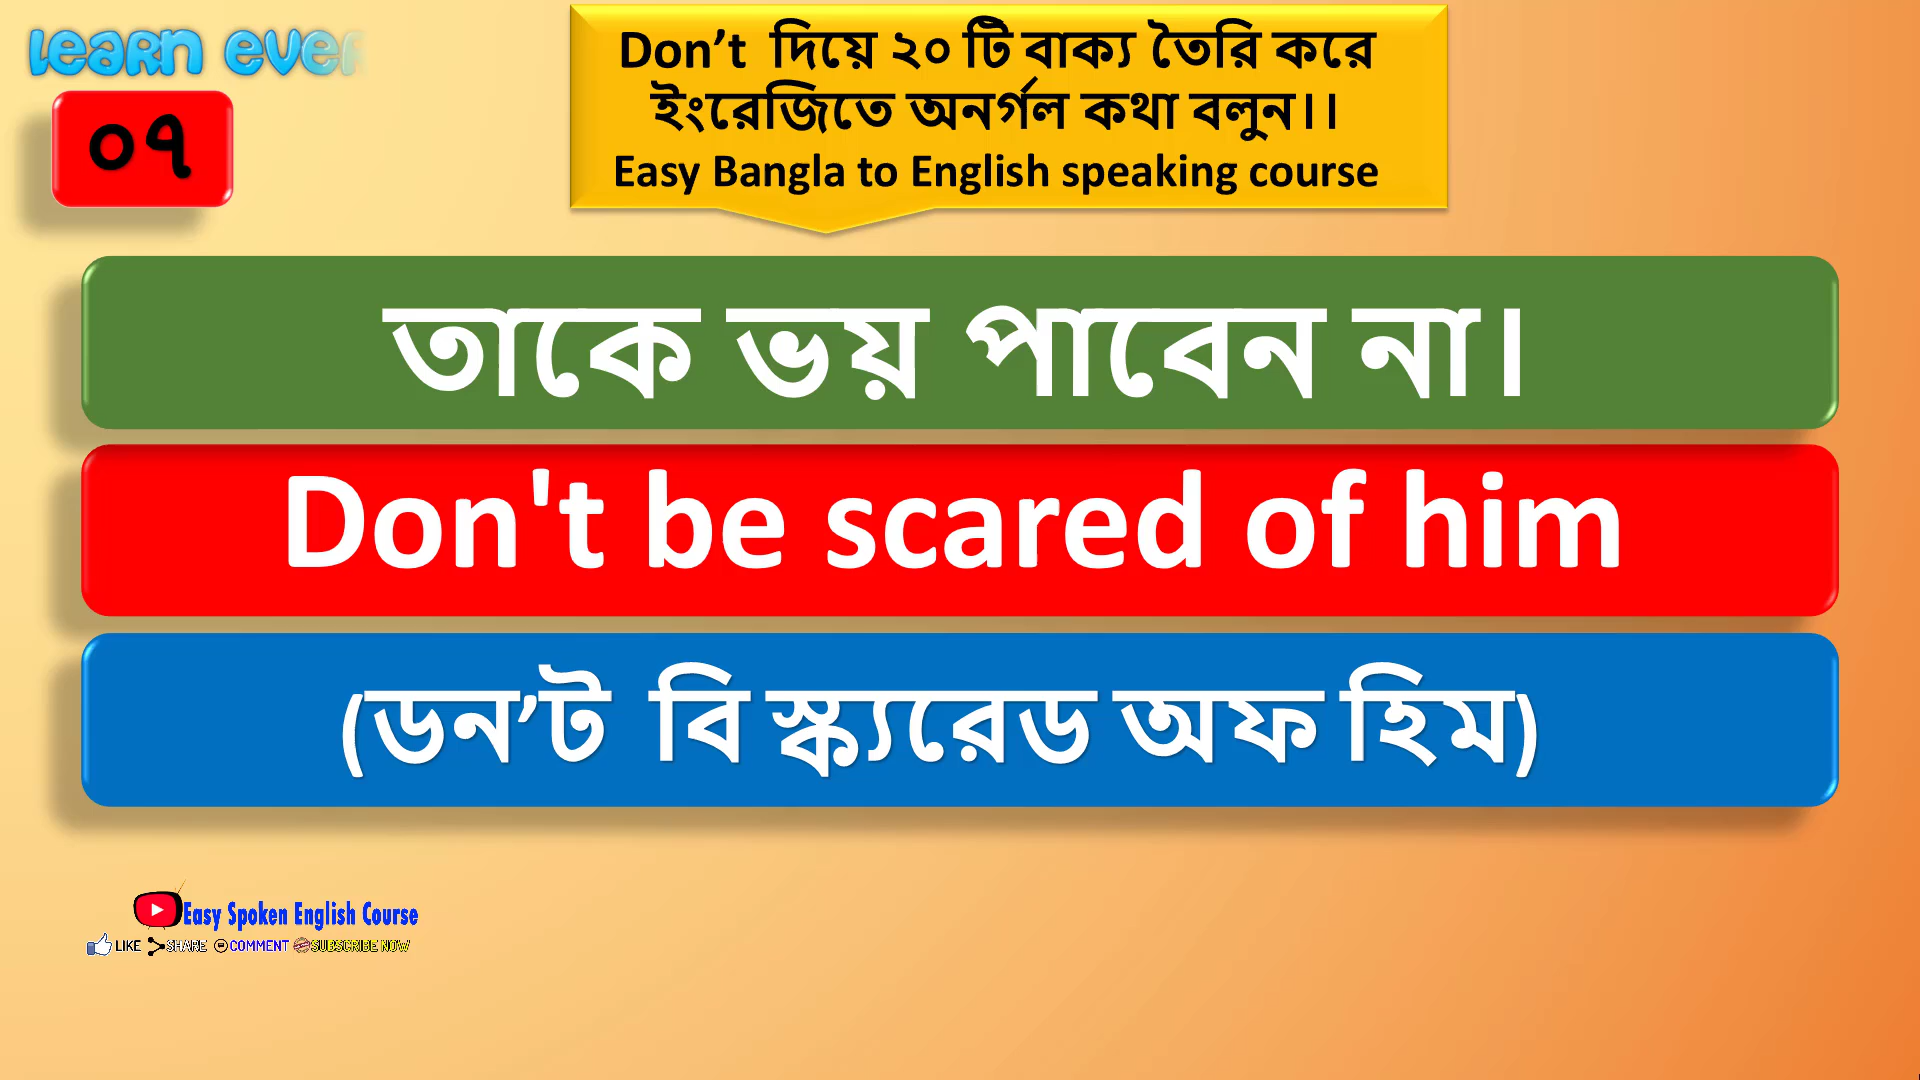 LEARN EVER
Don’t দিয়ে ২০ টি বাক্য তৈরি করে
ইংরেজিতে অনর্গল কথা বলুন।।
Easy Bangla to English speaking course
০৭
তাকে ভয় পাবেন না।
Don't be scared of him
(ডন’ট বি স্ক্যরেড অফ হিম)
Easy Spoken English Course
LIKE SHARE COMMENT SUBSCRIBE NOW